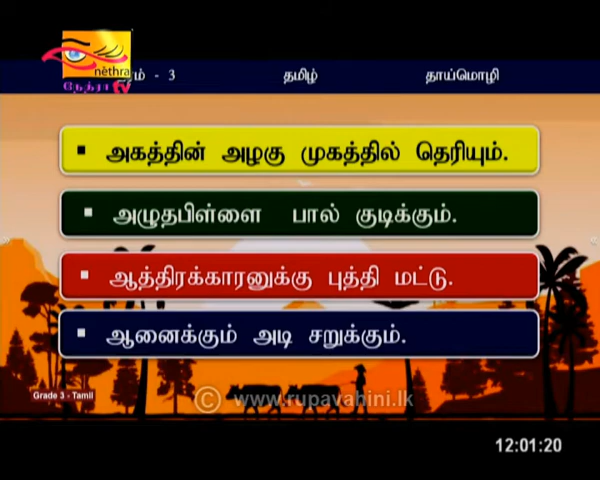 nethra
நேத்ரா tv
ரம் - 3 தமிழ் தாய்மொழி
▪ அகத்தின் அழகு முகத்தில் தெரியும்.
▪ அழுதபிள்ளை பால் குடிக்கும்.
▪ ஆத்திரக்காரனுக்கு புத்தி மட்டு.
▪ ஆனைக்கும் அடி சறுக்கும்.
Grade 3 - Tamil
© www.rupavahini.lk
12:01:20